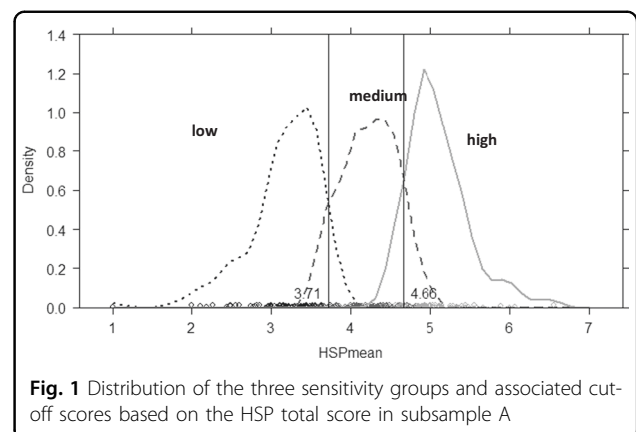 1.4
1.2
1.0
0.8
0.6
0.4
0.2
0.0
Density
low
medium
high
3.71
4.66
1 2 3 4 5 6 7
HSPmean
Fig. 1 Distribution of the three sensitivity groups and associated cut-
off scores based on the HSP total score in subsample A